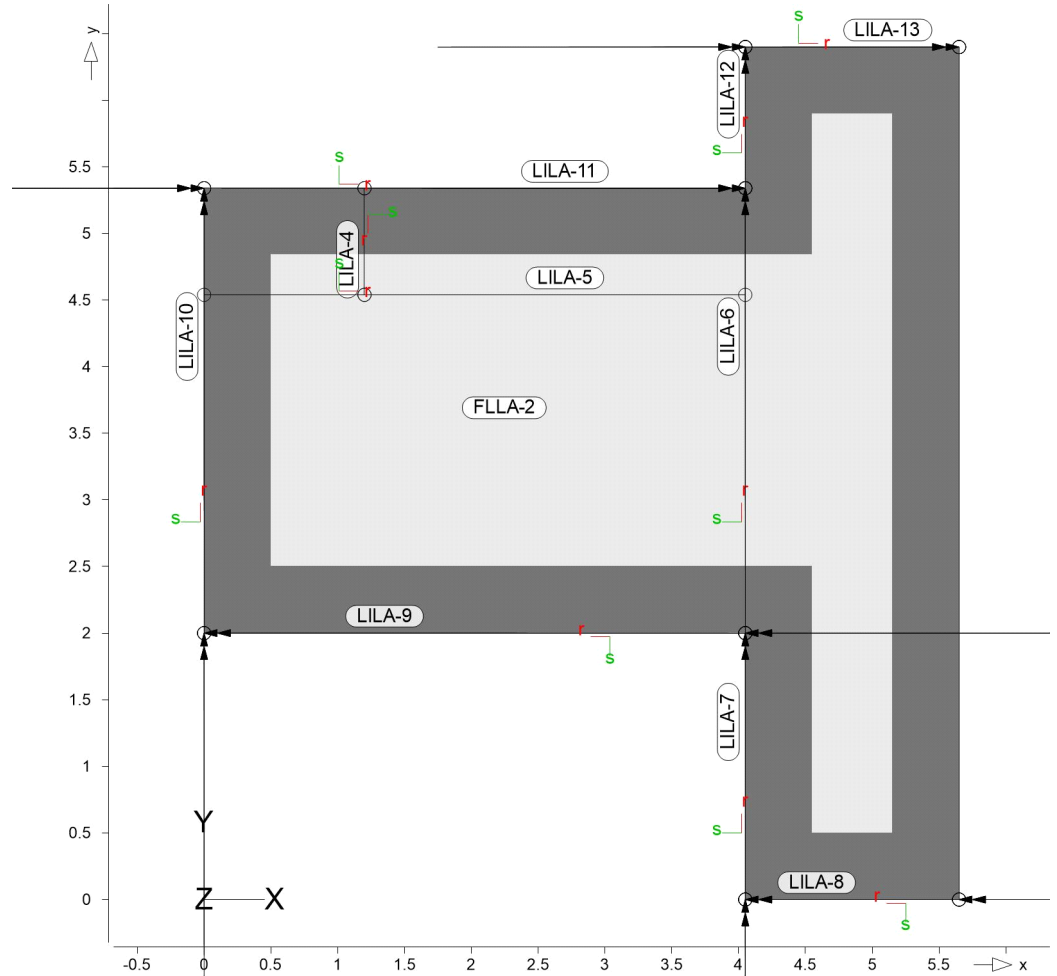 y
s
r
LILA-13
LILA-12
r
s
5.5
s
r
LILA-11
s
5
LILA-4
r
s
r
LILA-5
4.5
LILA-10
LILA-6
4
FLLA-2
3.5
3
r
s
r
s
2.5
LILA-9
2
r
s
1.5
LILA-7
1
r
s
Y
0.5
Z X
0
LILA-8
r
s
-0.5 0 0.5 1 1.5 2 2.5 3 3.5 4 4.5 5 5.5 x